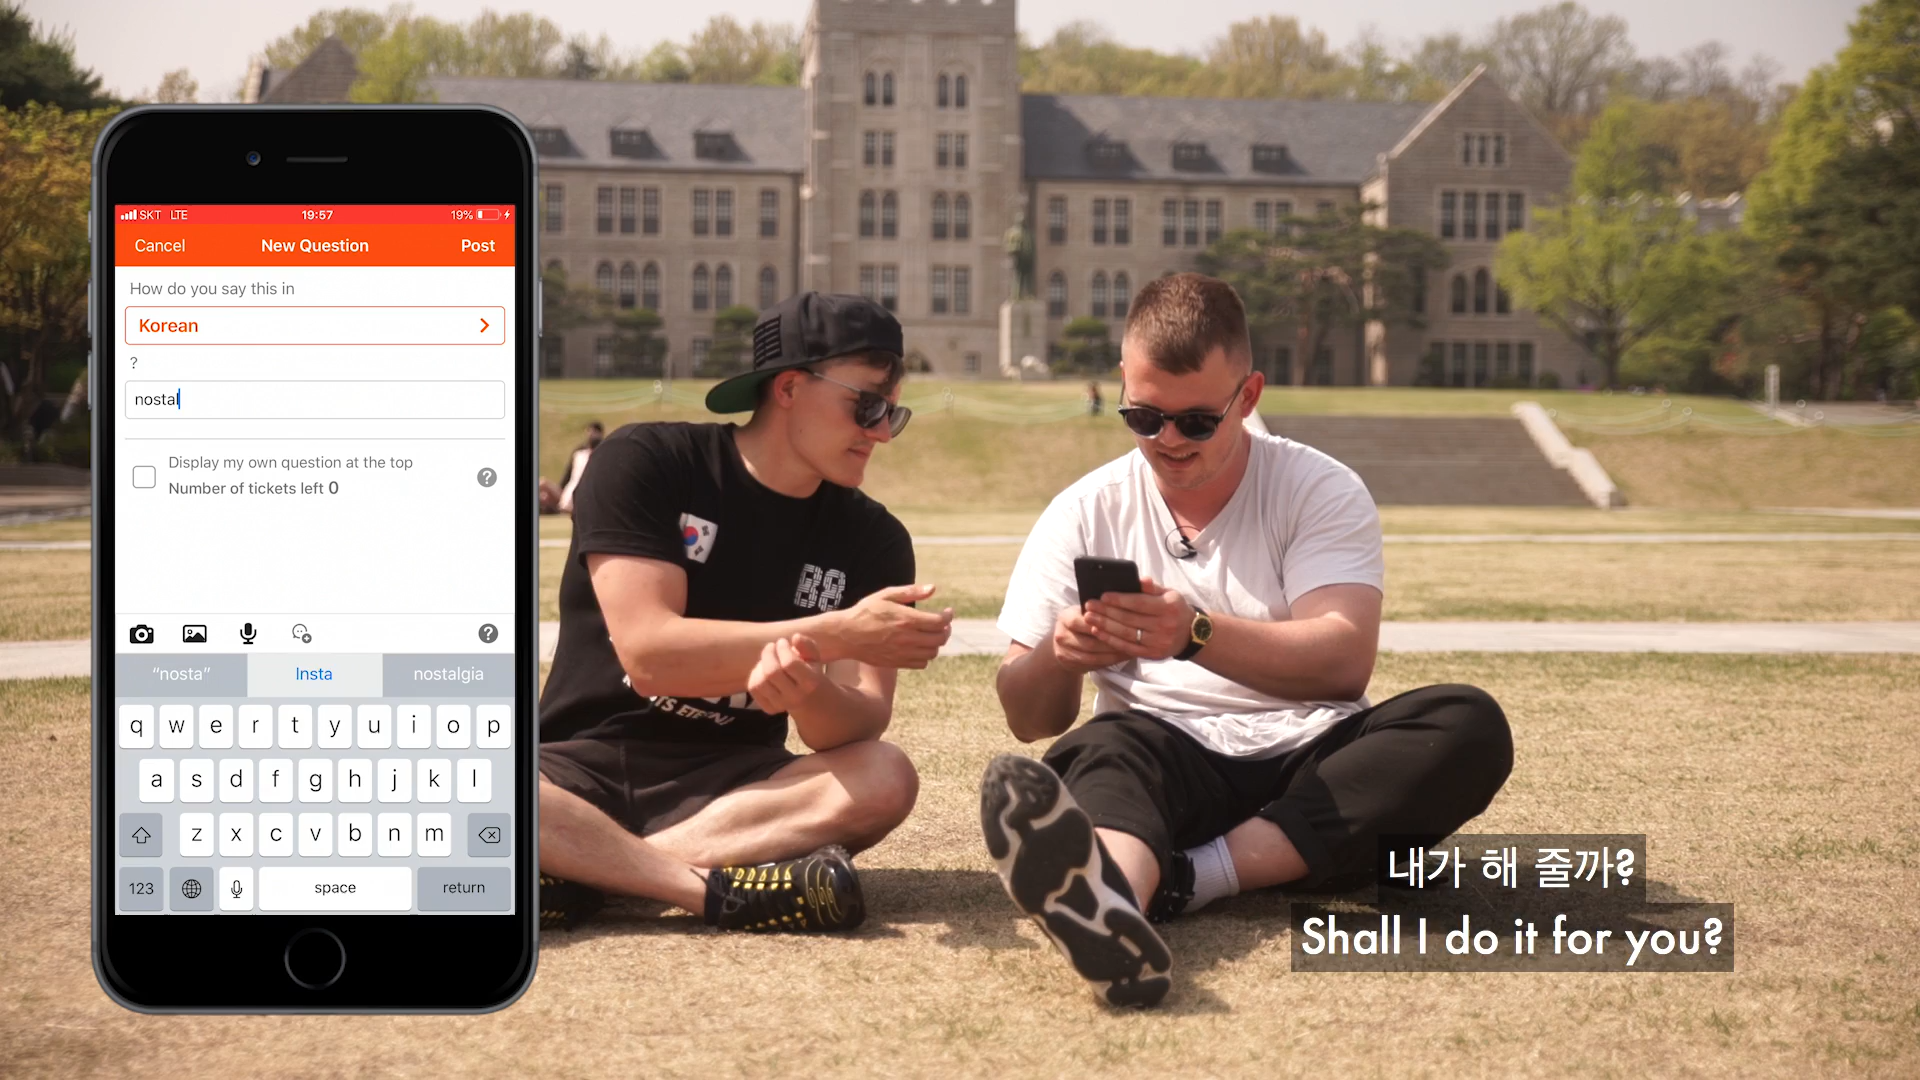 SKT LTE 19:57 19%
Cancel New Question Post
How do you say this in
Korean
?
nostal
Display my own question at the top
Number of tickets left 0
?
?
“nosta” Insta nostalgia
q w e r t y u i o p
a s d f g h j k l
z x c v b n m
123 space return
88
내가 해 줄까?
Shall I do it for you?